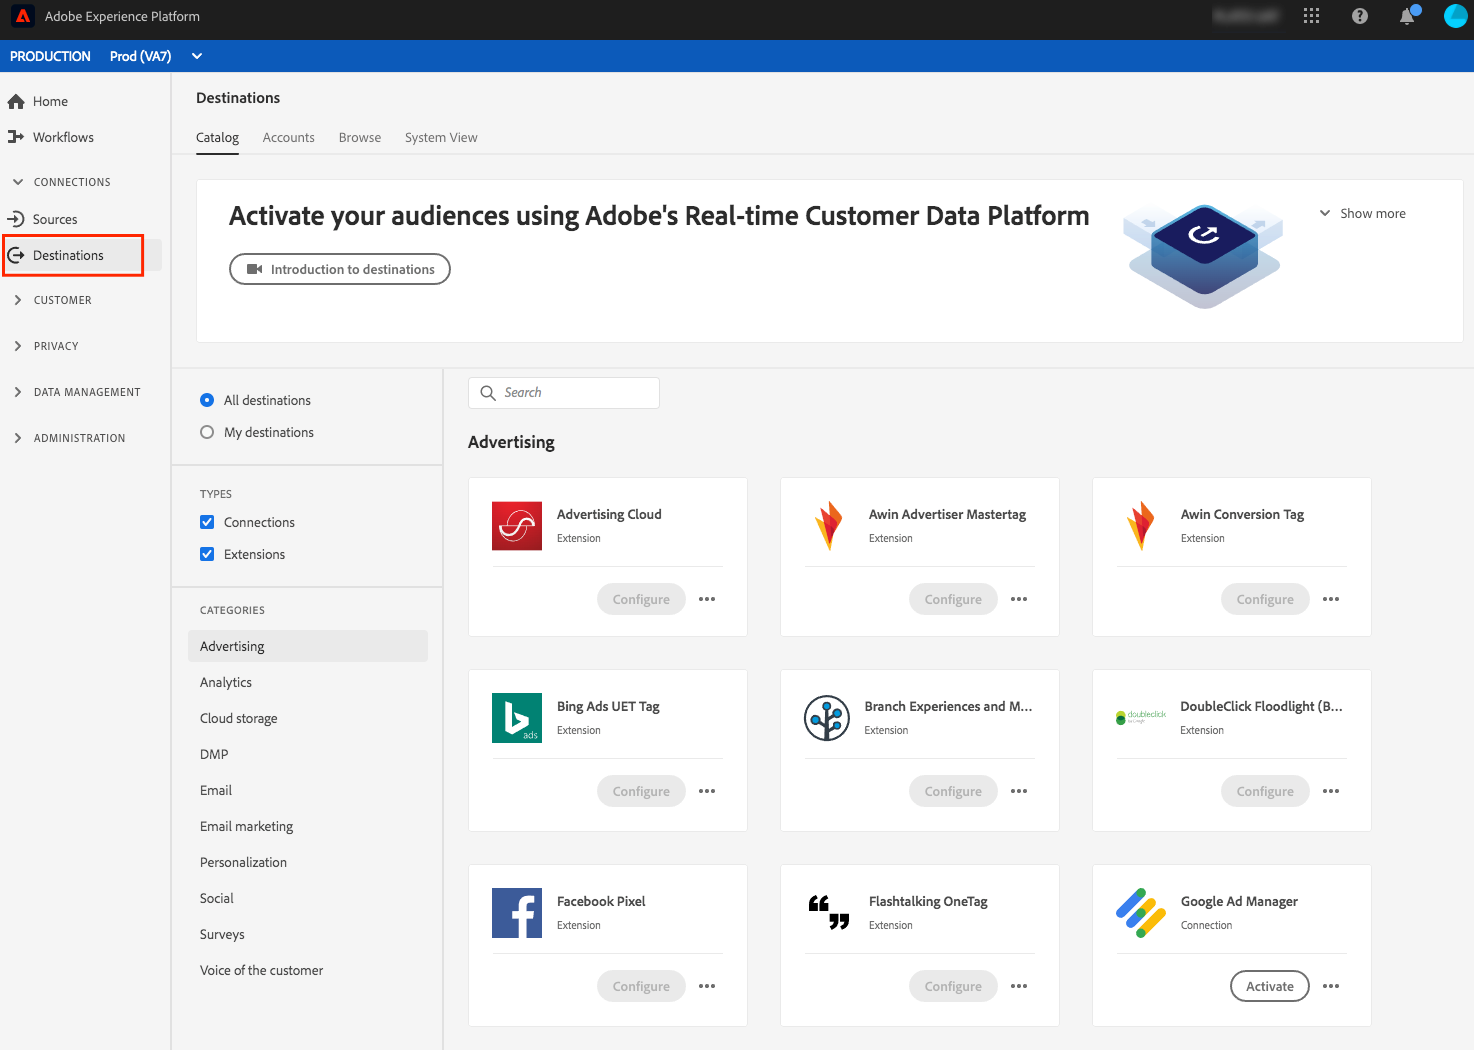 Adobe Experience Platform
PRODUCTION Prod (VA7)
Home
Workflows
CONNECTIONS
Sources
Destinations
CUSTOMER
PRIVACY
DATA MANAGEMENT
ADMINISTRATION
Destinations
Catalog Accounts Browse System View
Activate your audiences using Adobe's Real-time Customer Data Platform
Introduction to destinations
Show more
All destinations
My destinations
TYPES
Connections
Extensions
CATEGORIES
Advertising
Analytics
Cloud storage
DMP
Email
Email marketing
Personalization
Social
Surveys
Voice of the customer
Search
Advertising
Advertising Cloud
Extension
Configure
Awin Advertiser Mastertag
Extension
Configure
Awin Conversion Tag
Extension
Configure
ads
Bing Ads UET Tag
Extension
Configure
Branch Experiences and M...
Extension
Configure
doubleclick
DoubleClick Floodlight (B...
Extension
Configure
Facebook Pixel
Extension
Configure
Flashtalking OneTag
Extension
Configure
Google Ad Manager
Connection
Activate